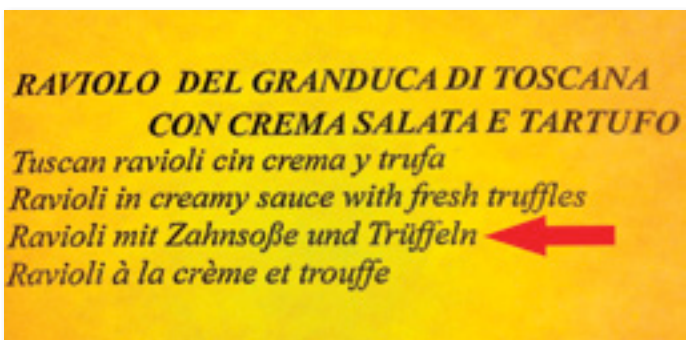 RAVIOLO DEL GRANDUCA DI TOSCANA
CON CREMA SALATA E TARTUFO
Tuscan ravioli cin crema y trufa
Ravioli in creamy sauce with fresh truffles
Ravioli mit Zahnsoße und Trüffeln
Ravioli à la crème et trouffe